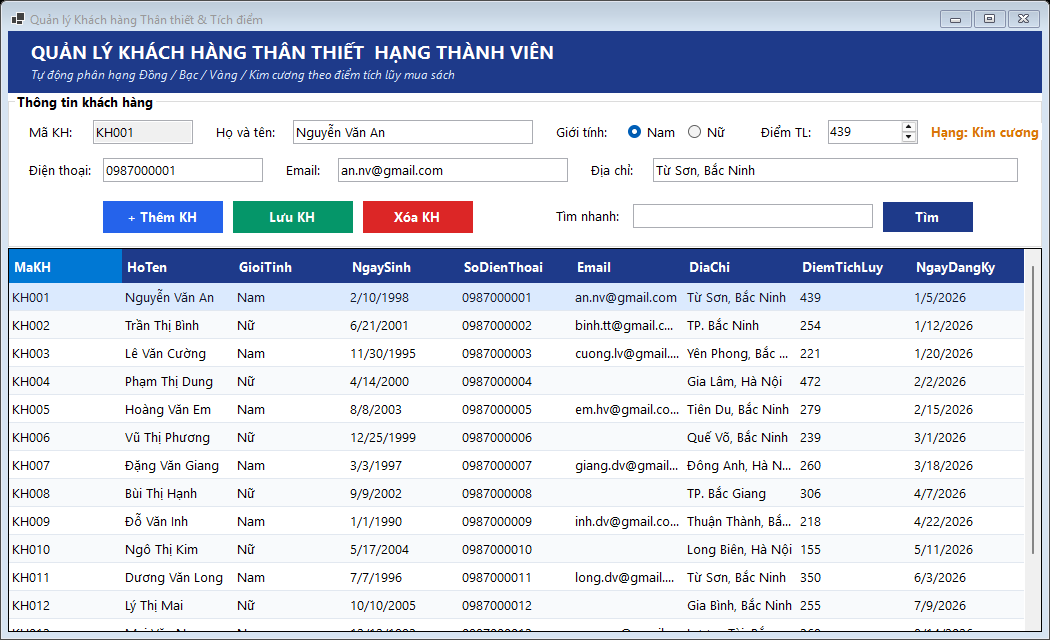 Quản lý Khách hàng Thân thiết & Tích điểm
QUẢN LÝ KHÁCH HÀNG THÂN THIẾT HẠNG THÀNH VIÊN
Tự động phân hạng Đồng / Bạc / Vàng / Kim cương theo điểm tích lũy mua sách
Thông tin khách hàng
Mã KH: KH001 Họ và tên: Nguyễn Văn An Giới tính: Nam Nữ Điểm TL: 439 Hạng: Kim cương
Điện thoại: 0987000001 Email: an.nv@gmail.com Địa chỉ: Từ Sơn, Bắc Ninh
+ Thêm KH Lưu KH Xóa KH Tìm nhanh: Tìm
MaKH HoTen GioiTinh NgaySinh SoDienThoai Email DiaChi DiemTichLuy NgayDangKy
KH001 Nguyễn Văn An Nam 2/10/1998 0987000001 an.nv@gmail.com Từ Sơn, Bắc Ninh 439 1/5/2026
KH002 Trần Thị Bình Nữ 6/21/2001 0987000002 binh.tt@gmail.c... TP. Bắc Ninh 254 1/12/2026
KH003 Lê Văn Cường Nam 11/30/1995 0987000003 cuong.lv@gmail.... Yên Phong, Bắc ... 221 1/20/2026
KH004 Phạm Thị Dung Nữ 4/14/2000 0987000004 Gia Lâm, Hà Nội 472 2/2/2026
KH005 Hoàng Văn Em Nam 8/8/2003 0987000005 em.hv@gmail.co... Tiên Du, Bắc Ninh 279 2/15/2026
KH006 Vũ Thị Phương Nữ 12/25/1999 0987000006 Quế Võ, Bắc Ninh 239 3/1/2026
KH007 Đặng Văn Giang Nam 3/3/1997 0987000007 giang.dv@gmail... Đông Anh, Hà N... 260 3/18/2026
KH008 Bùi Thị Hạnh Nữ 9/9/2002 0987000008 TP. Bắc Giang 306 4/7/2026
KH009 Đỗ Văn Inh Nam 1/1/1990 0987000009 inh.dv@gmail.co... Thuận Thành, Bắ... 218 4/22/2026
KH010 Ngô Thị Kim Nữ 5/17/2004 0987000010 Long Biên, Hà Nội 155 5/11/2026
KH011 Dương Văn Long Nam 7/7/1996 0987000011 long.dv@gmail.... Từ Sơn, Bắc Ninh 350 6/3/2026
KH012 Lý Thị Mai Nữ 10/10/2005 0987000012 Gia Bình, Bắc Ninh 255 7/9/2026